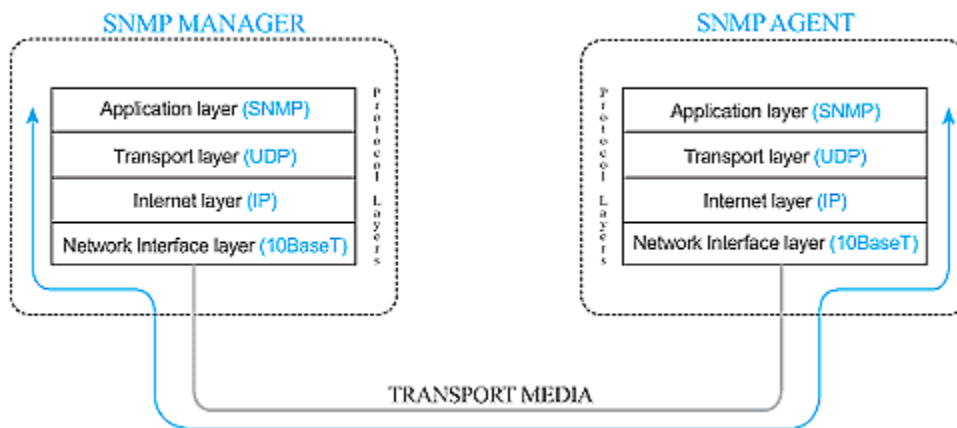 SNMP MANAGER
Application layer (SNMP)
Transport layer (UDP)
Internet layer (IP)
Network Interface layer (10BaseT)
Protocol Layers
SNMP AGENT
Protocol Layers
Application layer (SNMP)
Transport layer (UDP)
Internet layer (IP)
Network Interface layer (10BaseT)
TRANSPORT MEDIA